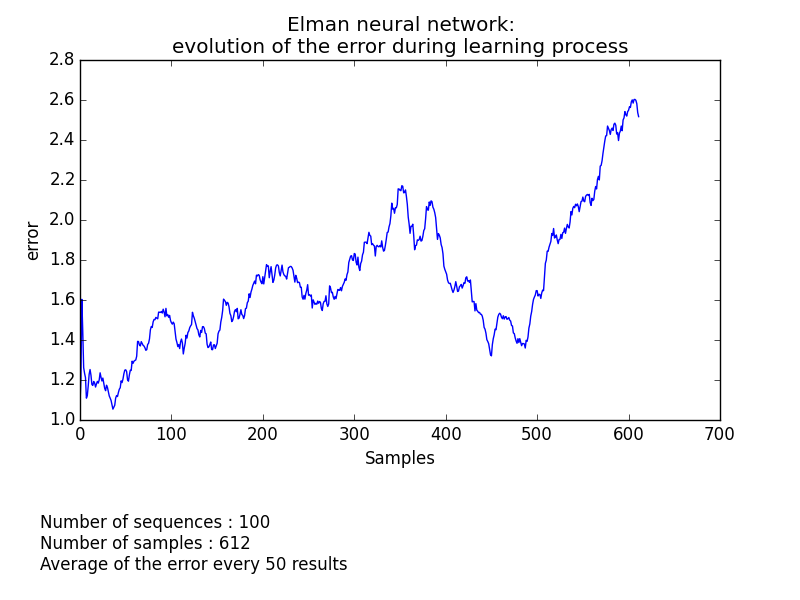 Elman neural network:
evolution of the error during learning process
2.8
2.6
2.4
2.2
2.0
1.8
1.6
1.4
1.2
1.0
error
0 100 200 300 400 500 600 700
Samples
Number of sequences : 100
Number of samples : 612
Average of the error every 50 results